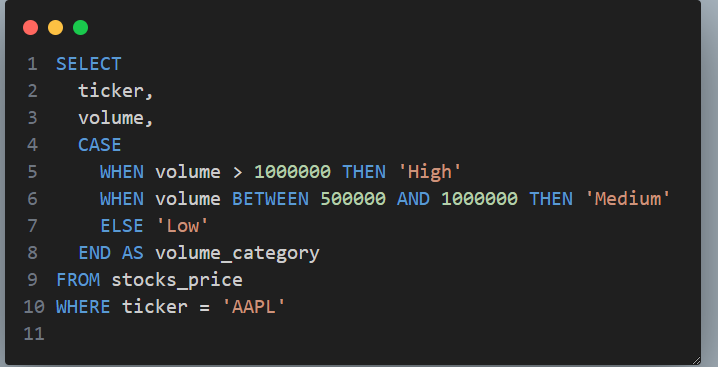 1 SELECT
2   ticker,
3   volume,
4   CASE
5     WHEN volume > 1000000 THEN 'High'
6     WHEN volume BETWEEN 500000 AND 1000000 THEN 'Medium'
7     ELSE 'Low'
8   END AS volume_category
9 FROM stocks_price
10 WHERE ticker = 'AAPL'
11